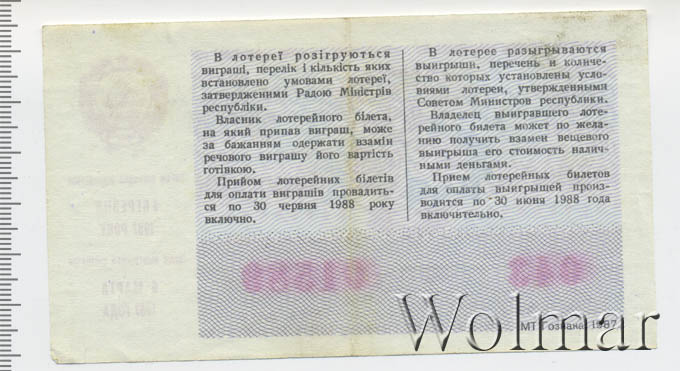 В лотереї розігруються
виграші, перелік і кількість яких
встановлено умовами лотереї,
затвердженими Радою Міністрів
республіки.
Власник лотерейного білета,
на який припав виграш, може
за бажанням одержати взамін
речового виграшу його вартість
готівкою.
Прийом лотерейних білетів
для оплати виграшів провадить-
ся по 30 червня 1988 року
включно.
В лотерее разыгрываются
выигрыши, перечень и количе-
ство которых установлены усло-
виями лотереи, утвержденными
Советом Министров республики.
Владелец выигравшего лоте-
рейного билета может по жела-
нию получить взамен вещевого
выигрыша его стоимость налич-
ными деньгами.
Прием лотерейных билетов
для оплаты выигрышей произ-
водится по 30 июня 1988 года
включительно.
МТ Гознака. 1987.
Wolmar